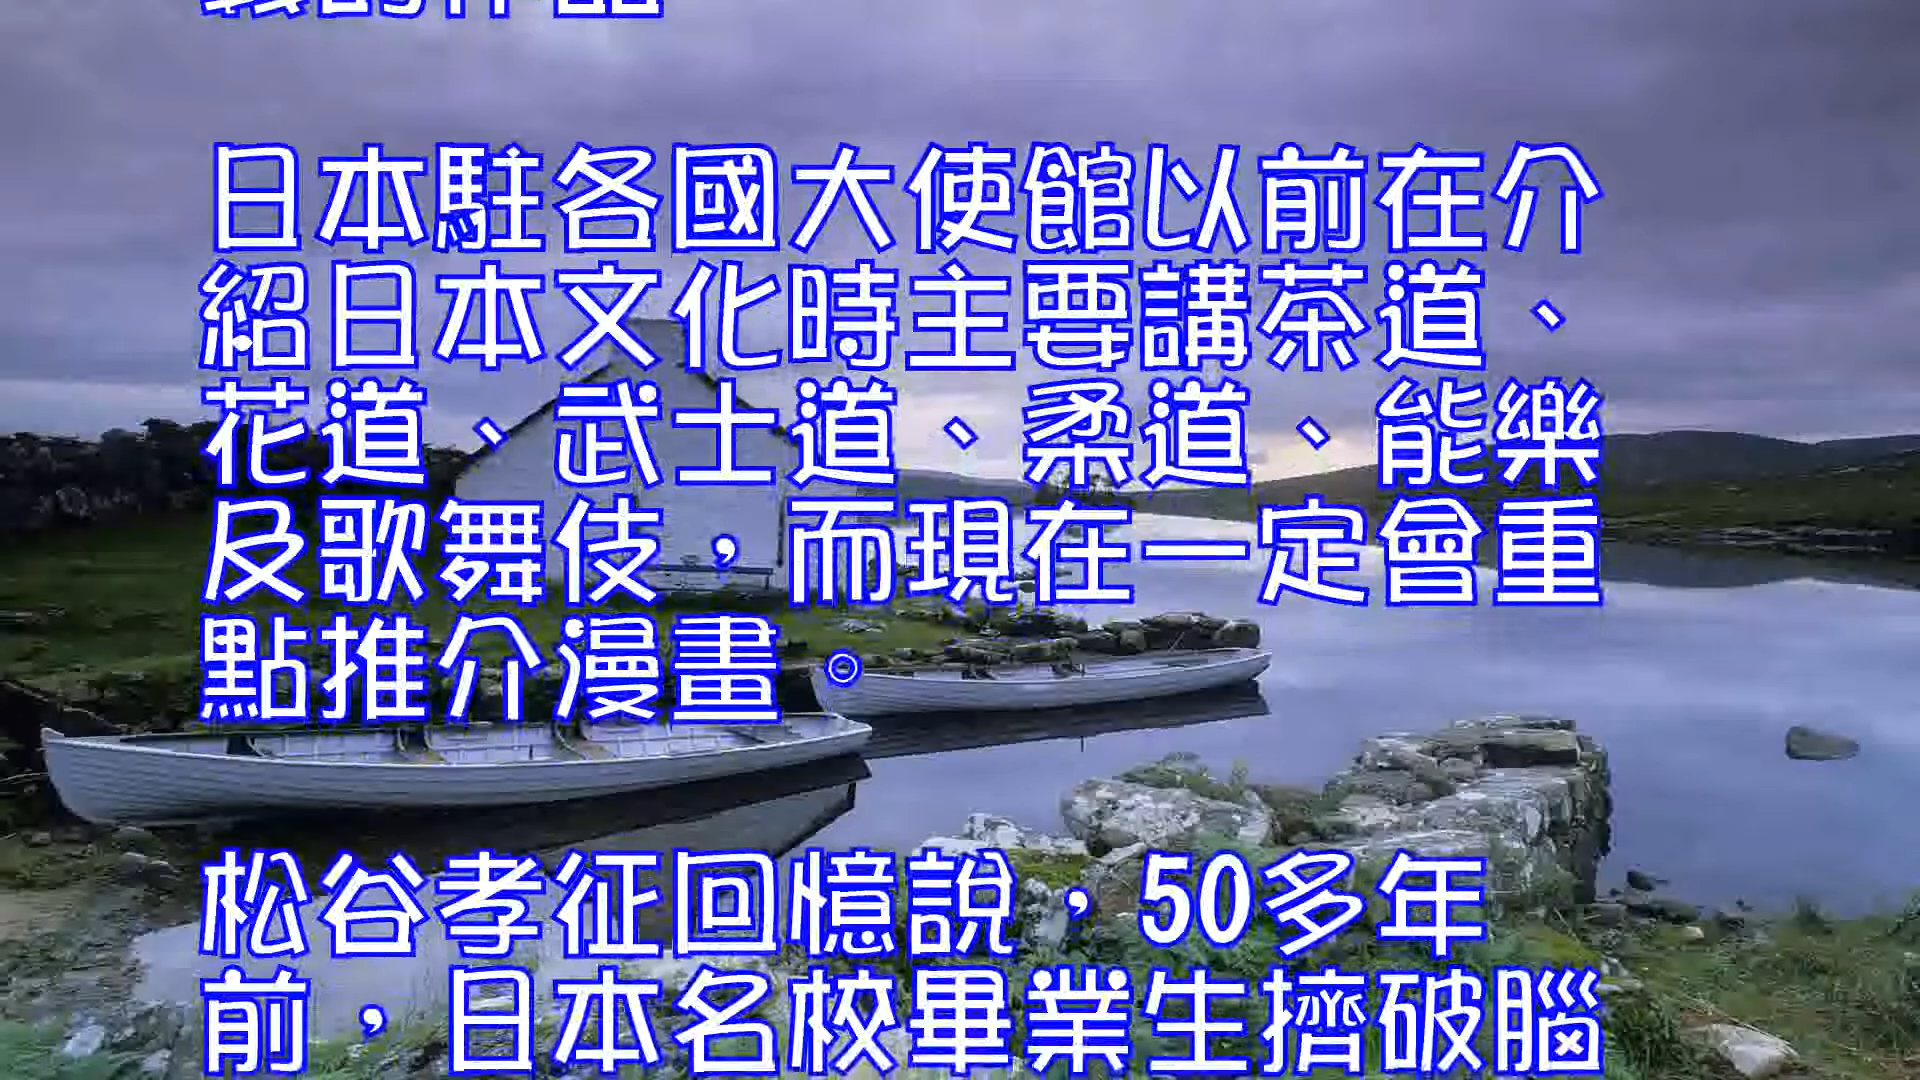 日本駐各國大使館以前在介
紹日本文化時主要講茶道、
花道、武士道、柔道、能樂
及歌舞伎，而現在一定會重
點推介漫畫。
松谷孝征回憶說，50多年
前，日本名校畢業生擠破腦